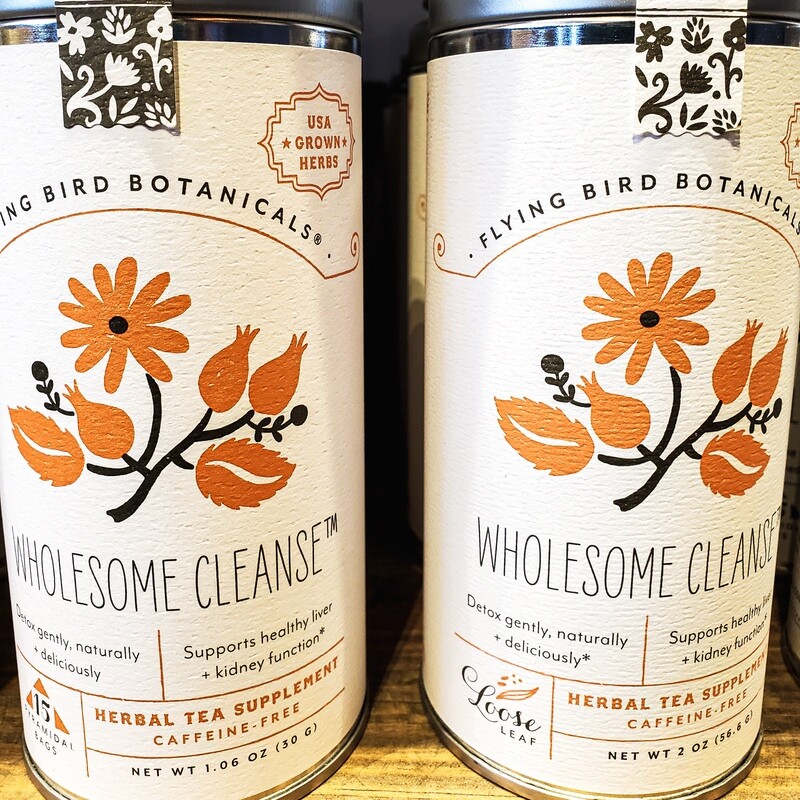 USA
GROWN
HERBS
BOTANICALS®
WHOLESOME CLEANSE™
Detox gently, naturally
+ deliciously
Supports healthy liver
+ kidney function*
15
PYRAMIDAL
BAGS
HERBAL TEA SUPPLEMENT
CAFFEINE-FREE
NET WT 1.06 OZ (30 G)
FLYING BIRD BOTANICALS
WHOLESOME CLEANSE
Detox gently, naturally
+ deliciously*
Supports healthy liver
+ kidney function*
Loose
LEAF
HERBAL TEA SUPPLEMENT
CAFFEINE-FREE
NET WT 2 OZ (56.6 G)